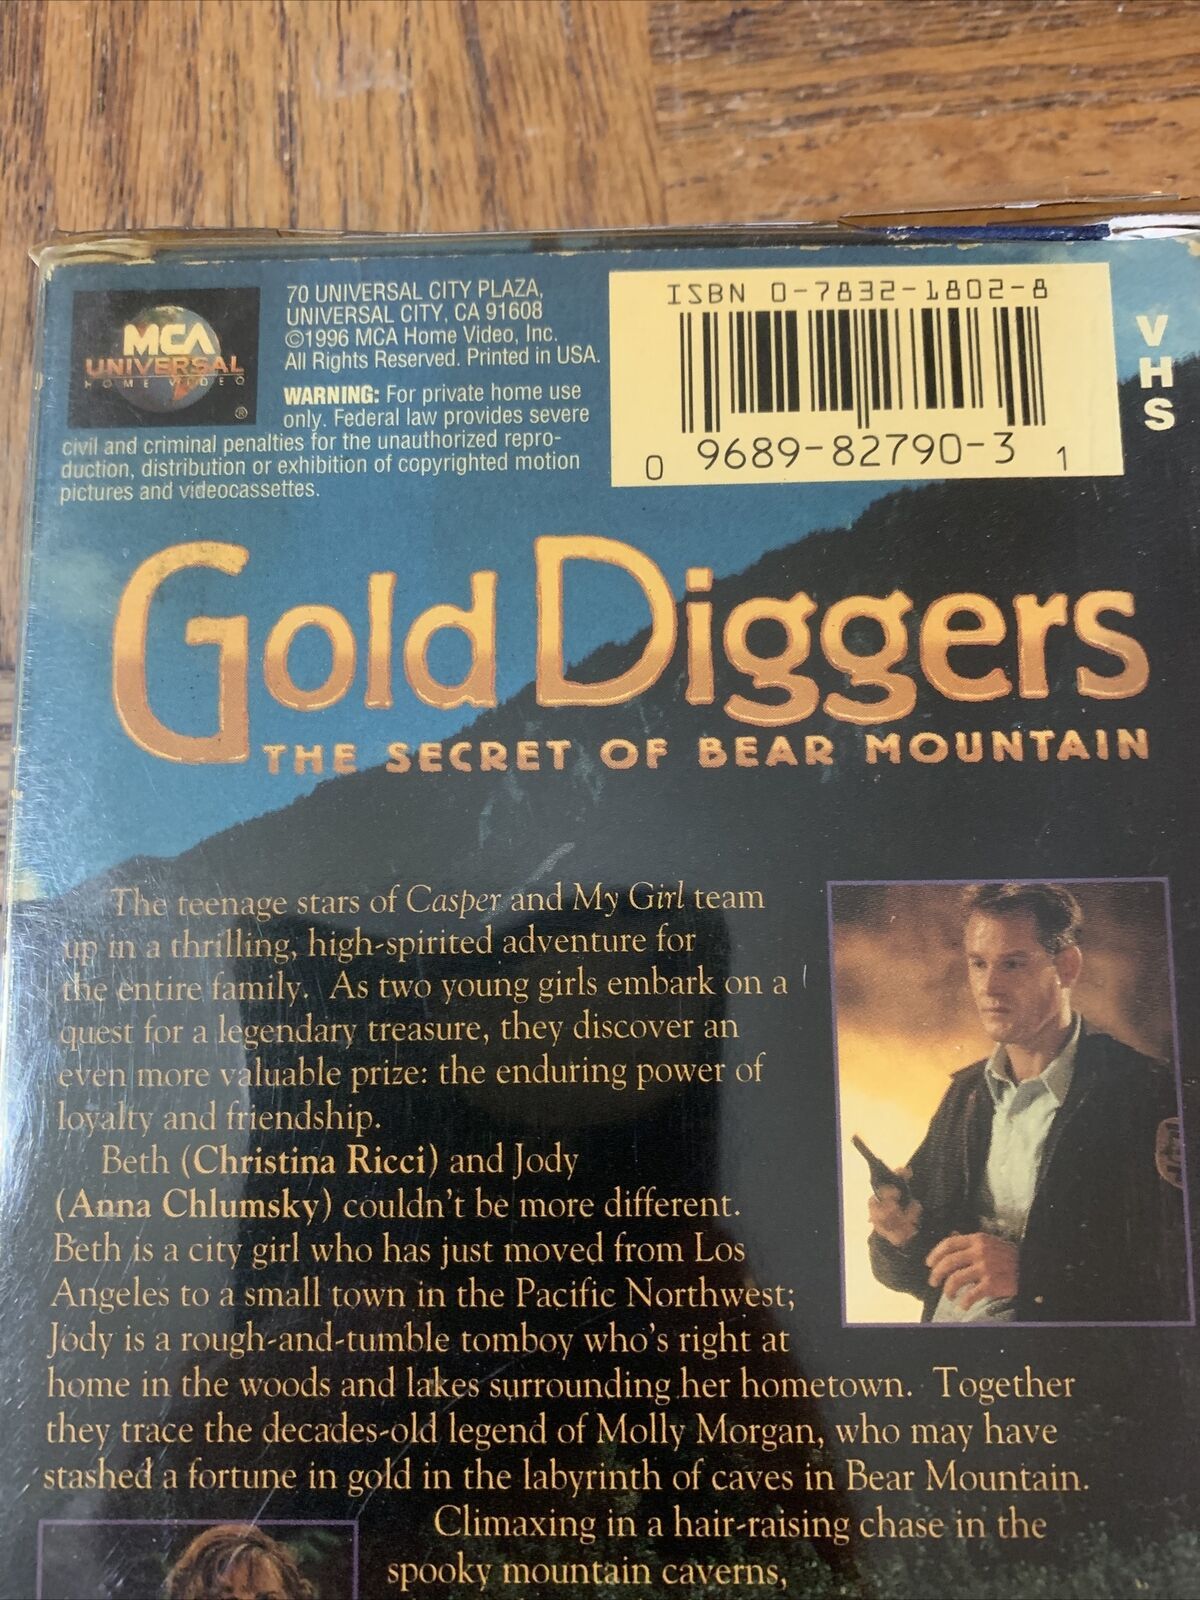 MCA
UNIVERSAL
HOME VIDEO
®
70 UNIVERSAL CITY PLAZA,
UNIVERSAL CITY, CA 91608
©1996 MCA Home Video, Inc.
All Rights Reserved. Printed in USA.
WARNING: For private home use
only. Federal law provides severe
civil and criminal penalties for the unauthorized repro-
duction, distribution or exhibition of copyrighted motion
pictures and videocassettes.
ISBN 0-7832-1802-8
0 9689-82790-3 1
VHS
Gold Diggers
THE SECRET OF BEAR MOUNTAIN
The teenage stars of Casper and My Girl team
up in a thrilling, high-spirited adventure for
the entire family. As two young girls embark on a
quest for a legendary treasure, they discover an
even more valuable prize: the enduring power of
loyalty and friendship.
Beth (Christina Ricci) and Jody
(Anna Chlumsky) couldn't be more different.
Beth is a city girl who has just moved from Los
Angeles to a small town in the Pacific Northwest;
Jody is a rough-and-tumble tomboy who's right at
home in the woods and lakes surrounding her hometown. Together
they trace the decades-old legend of Molly Morgan, who may have
stashed a fortune in gold in the labyrinth of caves in Bear Mountain.
Climaxing in a hair-raising chase in the
spooky mountain caverns,